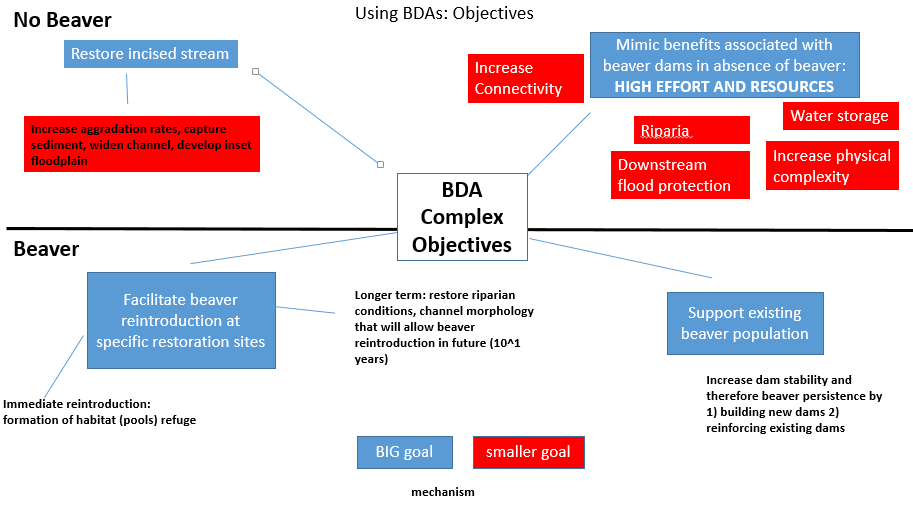 Using BDAs: Objectives
No Beaver
Restore incised stream
Increase aggradation rates, capture
sediment, widen channel, develop inset
floodplain
Increase
Connectivity
Mimic benefits associated with
beaver dams in absence of beaver:
HIGH EFFORT AND RESOURCES
Water storage
Riparia
Downstream
flood protection
Increase physical
complexity
BDA
Complex
Objectives
Beaver
Facilitate beaver
reintroduction at
specific restoration sites
Longer term: restore riparian
conditions, channel morphology
that will allow beaver
reintroduction in future (10^1
years)
Support existing
beaver population
Immediate reintroduction:
formation of habitat (pools) refuge
Increase dam stability and
therefore beaver persistence by
1) building new dams 2)
reinforcing existing dams
BIG goal
smaller goal
mechanism